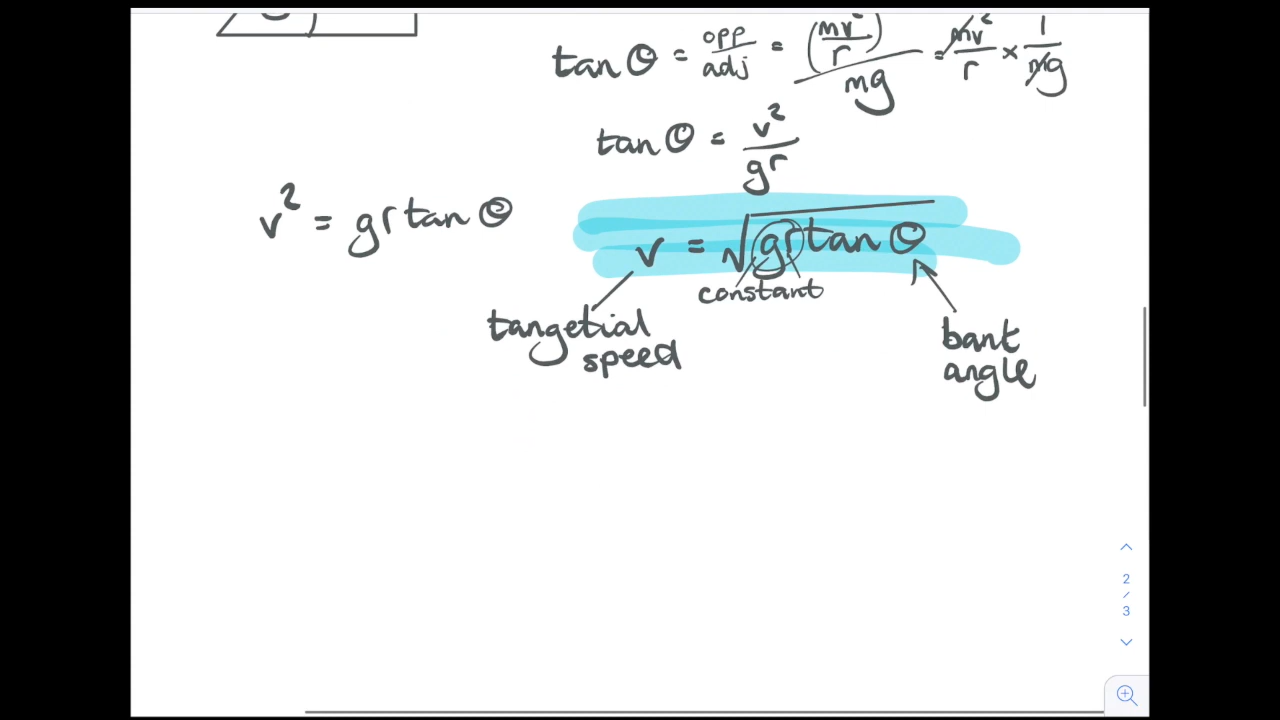 tan Θ = opp/adj = (mv²/r)/mg = mv²/r × 1/mg
tan Θ = v²/gr
v² = gr tan Θ
v = √gr tan Θ
constant
tangetial
speed
bank
angle
2
/
3